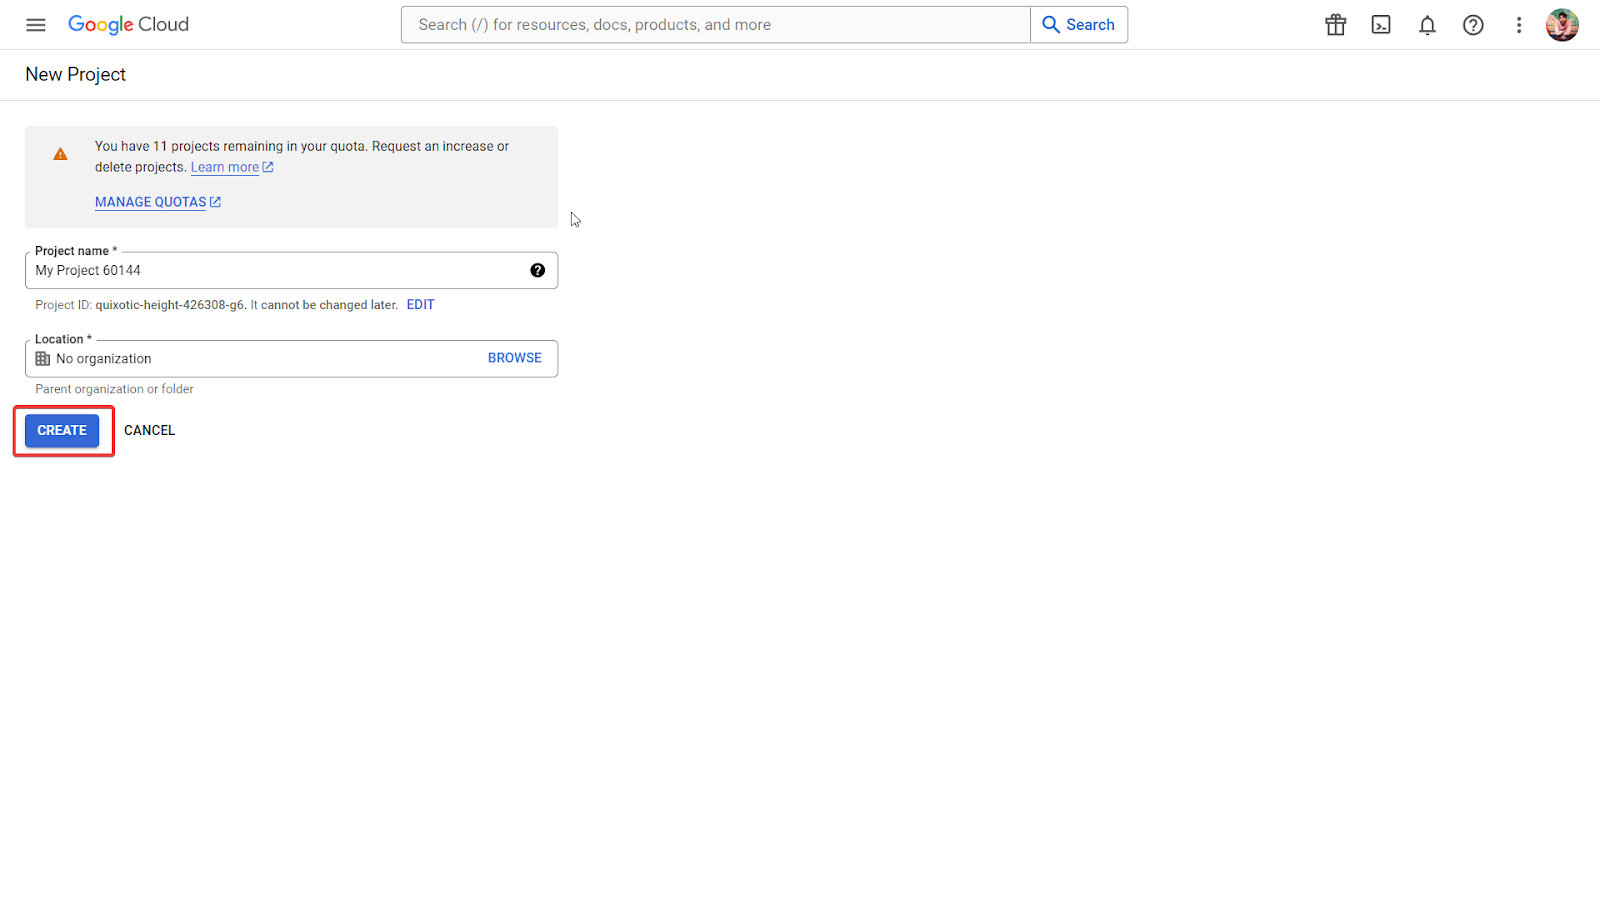 Google Cloud
Search (/) for resources, docs, products, and more
Search
New Project
You have 11 projects remaining in your quota. Request an increase or
delete projects. Learn more
MANAGE QUOTAS
Project name *
My Project 60144
Project ID: quixotic-height-426308-g6. It cannot be changed later. EDIT
Location *
No organization
BROWSE
Parent organization or folder
CREATE
CANCEL